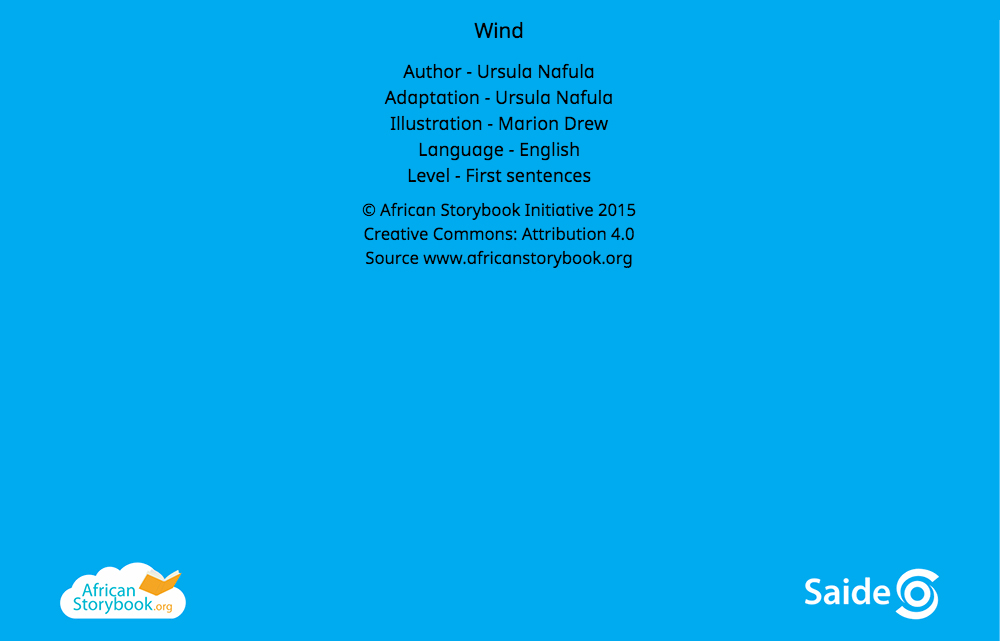 Wind
Author - Ursula Nafula
Adaptation - Ursula Nafula
Illustration - Marion Drew
Language - English
Level - First sentences
© African Storybook Initiative 2015
Creative Commons: Attribution 4.0
Source www.africanstorybook.org
African
Storybook.org
Saide